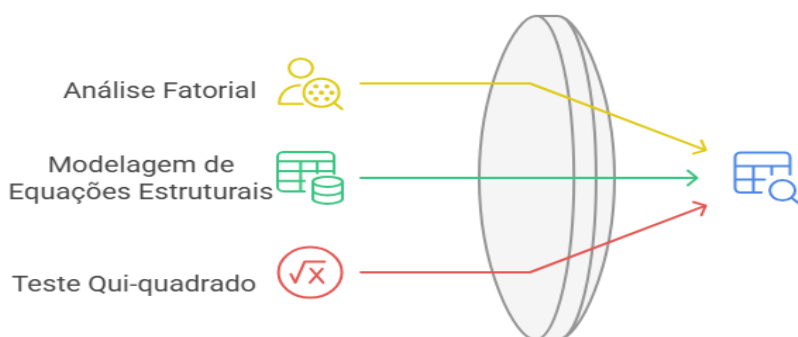 Análise Fatorial
Modelagem de
Equações Estruturais
√x
Teste Qui-quadrado